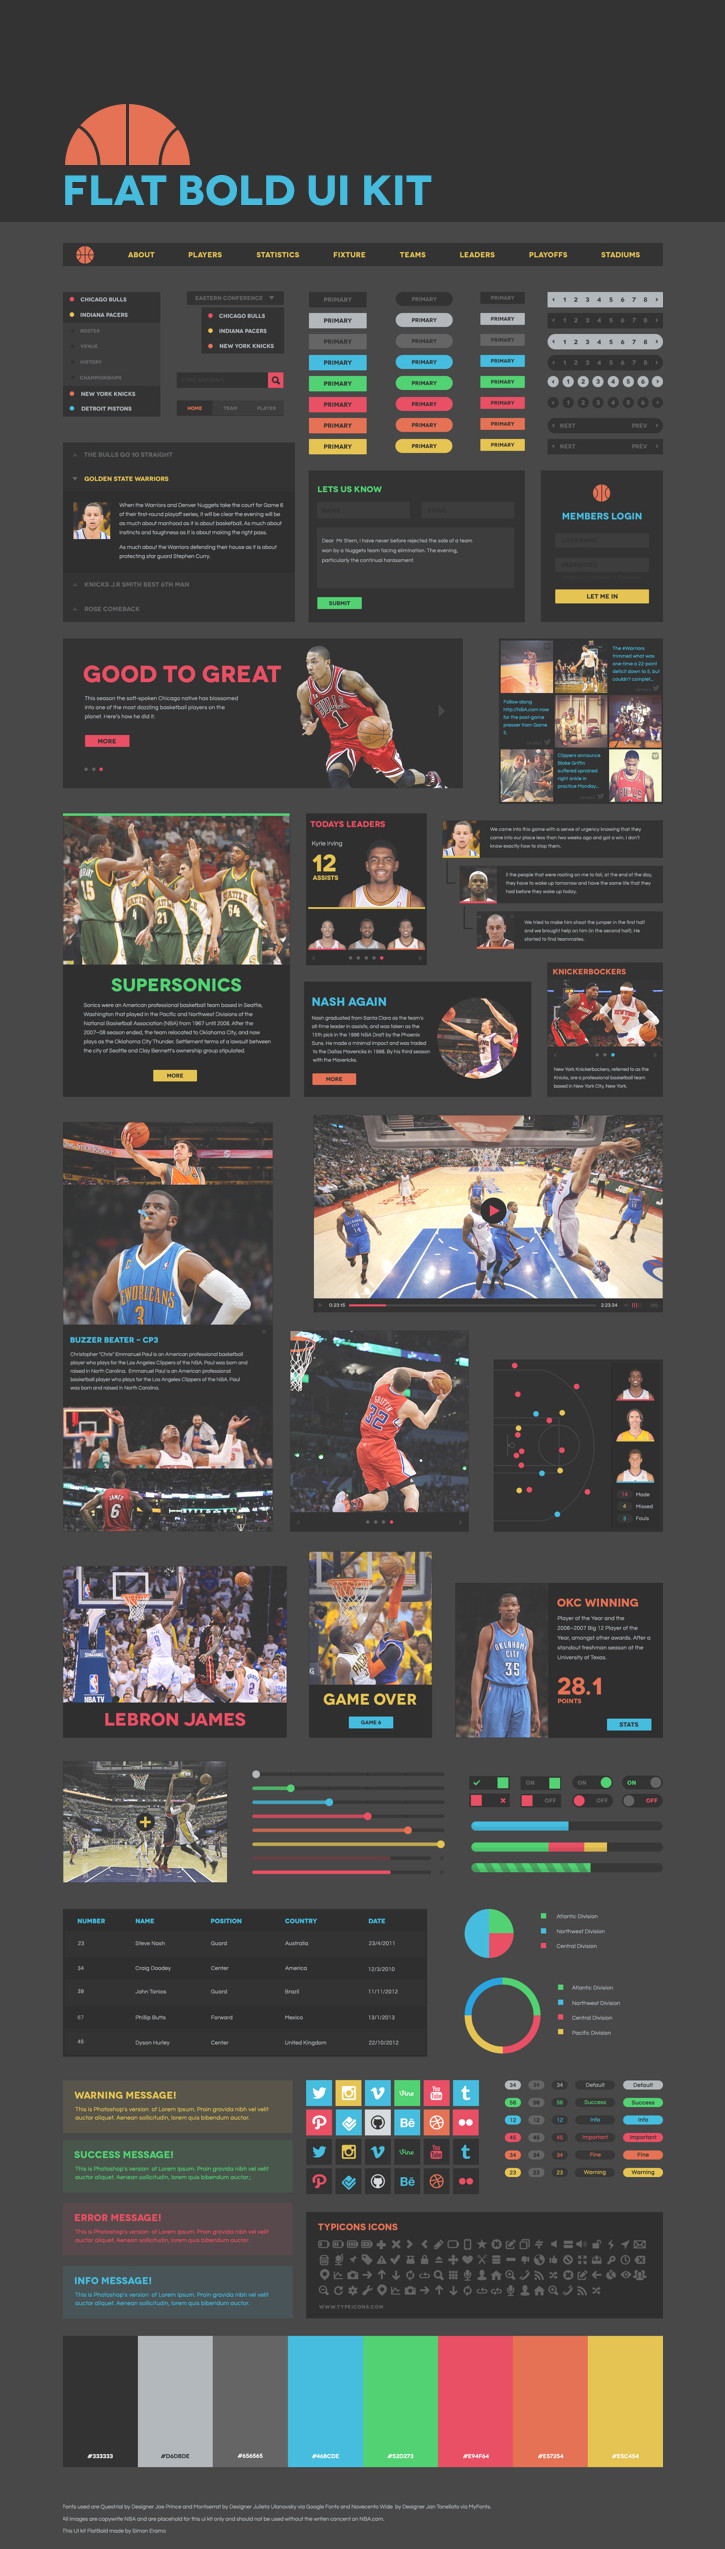 FLAT BOLD UI KIT
ABOUT
PLAYERS
STATISTICS
FIXTURE
TEAMS
LEADERS
PLAYOFFS
STADIUMS
CHICAGO BULLS
INDIANA PACERS
ROSTER
VENUE
HISTORY
CHAMPIONSHIPS
NEW YORK KNICKS
DETROIT PISTONS
EASTERN CONFERENCE
CHICAGO BULLS
INDIANA PACERS
NEW YORK KNICKS
HOME
TEAM
PLAYER
PRIMARY PRIMARY PRIMARY
PRIMARY PRIMARY PRIMARY
PRIMARY PRIMARY PRIMARY
PRIMARY PRIMARY PRIMARY
PRIMARY PRIMARY PRIMARY
PRIMARY PRIMARY PRIMARY
PRIMARY PRIMARY PRIMARY
PRIMARY PRIMARY PRIMARY
1 2 3 4 5 6 7 8
1 2 3 4 5 6 7 8
1 2 3 4 5 6 7 8
1 2 3 4 5 6 7 8
1 2 3 4 5 6
1 2 3 4 5 6
NEXT PREV
NEXT PREV
THE BULLS GO 10 STRAIGHT
GOLDEN STATE WARRIORS
When the Warriors and Denver Nuggets take the court for Game 6
of their first-round playoff series, it will be clear the evening will be
as much about manhood as it is about basketball. As much about
instincts and toughness as it is about making the right pass.
As much about the Warriors defending their house as it is about
protecting star guard Stephen Curry.
KNICKS J.R SMITH BEST 6TH MAN
ROSE COMEBACK
LETS US KNOW
Dear Mr Stern, I have never before rejected the sale of a team
won by a Nuggets team facing elimination. The evening,
particularly the continual harassment
SUBMIT
MEMBERS LOGIN
LET ME IN
GOOD TO GREAT
This season the soft-spoken Chicago native has blossomed
into one of the most dazzling basketball players on the
planet. Here's how he did it.
MORE
The #Warriors
trimmed what was
one-time a 22-point
deficit down to 5, but
couldn't complet...
Follow along
http://NBA.com now
for the post-game
presser from Game
5
Clippers announce
Blake Griffin
suffered sprained
right ankle in
practice Monday...
SUPERSONICS
Sonics were an American professional basketball team based in Seattle,
Washington that played in the Pacific and Northwest Divisions of the
National Basketball Association (NBA) from 1967 until 2008. After the
2007–08 season ended, the team relocated to Oklahoma City, and now
plays as the Oklahoma City Thunder. Settlement terms of a lawsuit between
the city of Seattle and Clay Bennett's ownership group stipulated.
MORE
TODAYS LEADERS
Kyrie Irving
12
ASSISTS
We came into this game with a sense of urgency knowing that they
came into our place less than two weeks ago and got a win. I don't
know exactly how to stop them.
If the people that were rooting on me to fail, at the end of the day,
they have to wake up tomorrow and have the same life that they
had before they woke up today.
We tried to make him shoot the jumper in the first half
and we brought help on him (in the second half). He
started to find teammates.
NASH AGAIN
Nash graduated from Santa Clara as the team's
all-time leader in assists, and was taken as the
15th pick in the 1996 NBA Draft by the Phoenix
Suns. He made a minimal impact and was traded
to the Dallas Mavericks in 1998. By his third season
with the Mavericks.
MORE
KNICKERBOCKERS
New York Knickerbockers, referred to as the
Knicks, are a professional basketball team
based in New York City, New York.
BUZZER BEATER - CP3
Christopher "Chris" Emmanuel Paul is an American professional basketball
player who plays for the Los Angeles Clippers of the NBA. Paul was born and
raised in North Carolina. Emmanuel Paul is an American professional
basketball player who plays for the Los Angeles Clippers of the NBA. Paul
was born and raised in North Carolina.
0:23:15
2:23:34
JAMES
6
32
14 Made
4 Missed
3 Fouls
NBA TV
LEBRON JAMES
GAME OVER
GAME 6
OKLAHOMA
CITY
35
OKC WINNING
Player of the Year and the
2006–2007 Big 12 Player of the
Year, amongst other awards. After a
standout freshman season at the
University of Texas.
28.1
POINTS
STATS
ON ON ON
OFF OFF OFF
NUMBER NAME POSITION COUNTRY DATE
23 Steve Nash Guard Australia 23/4/2011
34 Craig Goodey Center America 12/3/2010
39 John Tonios Guard Brazil 11/11/2012
67 Phillip Butts Forward Mexico 13/1/2013
45 Dyson Hurley Center United Kingdom 22/10/2012
Atlantic Division
Northwest Division
Central Division
Atlantic Division
Northwest Division
Central Division
Pacific Division
WARNING MESSAGE!
This is Photoshop's version of Lorem Ipsum. Proin gravida nibh vel velit
auctor aliquet. Aenean sollicitudin, lorem quis bibendum auctor.
SUCCESS MESSAGE!
This is Photoshop's version of Lorem Ipsum. Proin gravida nibh vel velit
auctor aliquet. Aenean sollicitudin, lorem quis bibendum auctor.;
ERROR MESSAGE!
This is Photoshop's version of Lorem Ipsum. Proin gravida nibh vel velit
auctor aliquet. Aenean sollicitudin, lorem quis bibendum auctor.
INFO MESSAGE!
This is Photoshop's version of Lorem Ipsum. Proin gravida nibh vel velit
auctor aliquet. Aenean sollicitudin, lorem quis bibendum auctor.
Vine
You Tube
Bē
Vine
You Tube
Bē
34 34 34 Default Default
56 56 56 Success Success
12 12 12 Info Info
45 45 45 Important Important
34 34 34 Fine Fine
23 23 23 Warning Warning
TYPICONS ICONS
WWW.TYPEICONS.COM
#333333
#D6D8DE
#656565
#46BCDE
#52D273
#E94F64
#E57254
#E5C454
Fonts used are Questrial by Designer Joe Prince and Montserrat by Designer Julieta Ulanovsky via Google Fonts and Novecento Wide by Designer Jan Tonellato via MyFonts.
All images are copywrite NBA and are placehold for this ui kit only and should not be used without the writen concent on NBA.com.
This UI kit FlatBold made by Simon Erama